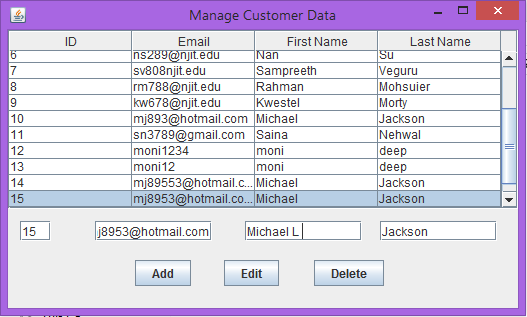 Manage Customer Data
ID Email First Name Last Name
6 ns289@njit.edu Nan Su
7 sv808njit.edu Sampreeth Veguru
8 rm788@njit.edu Rahman Mohsuier
9 kw678@njit.edu Kwestel Morty
10 mj893@hotmail.com Michael Jackson
11 sn3789@gmail.com Saina Nehwal
12 moni1234 moni deep
13 moni12 moni deep
14 mj89553@hotmail.c... Michael Jackson
15 mj8953@hotmail.co... Michael Jackson
15 j8953@hotmail.com Michael L Jackson
Add Edit Delete